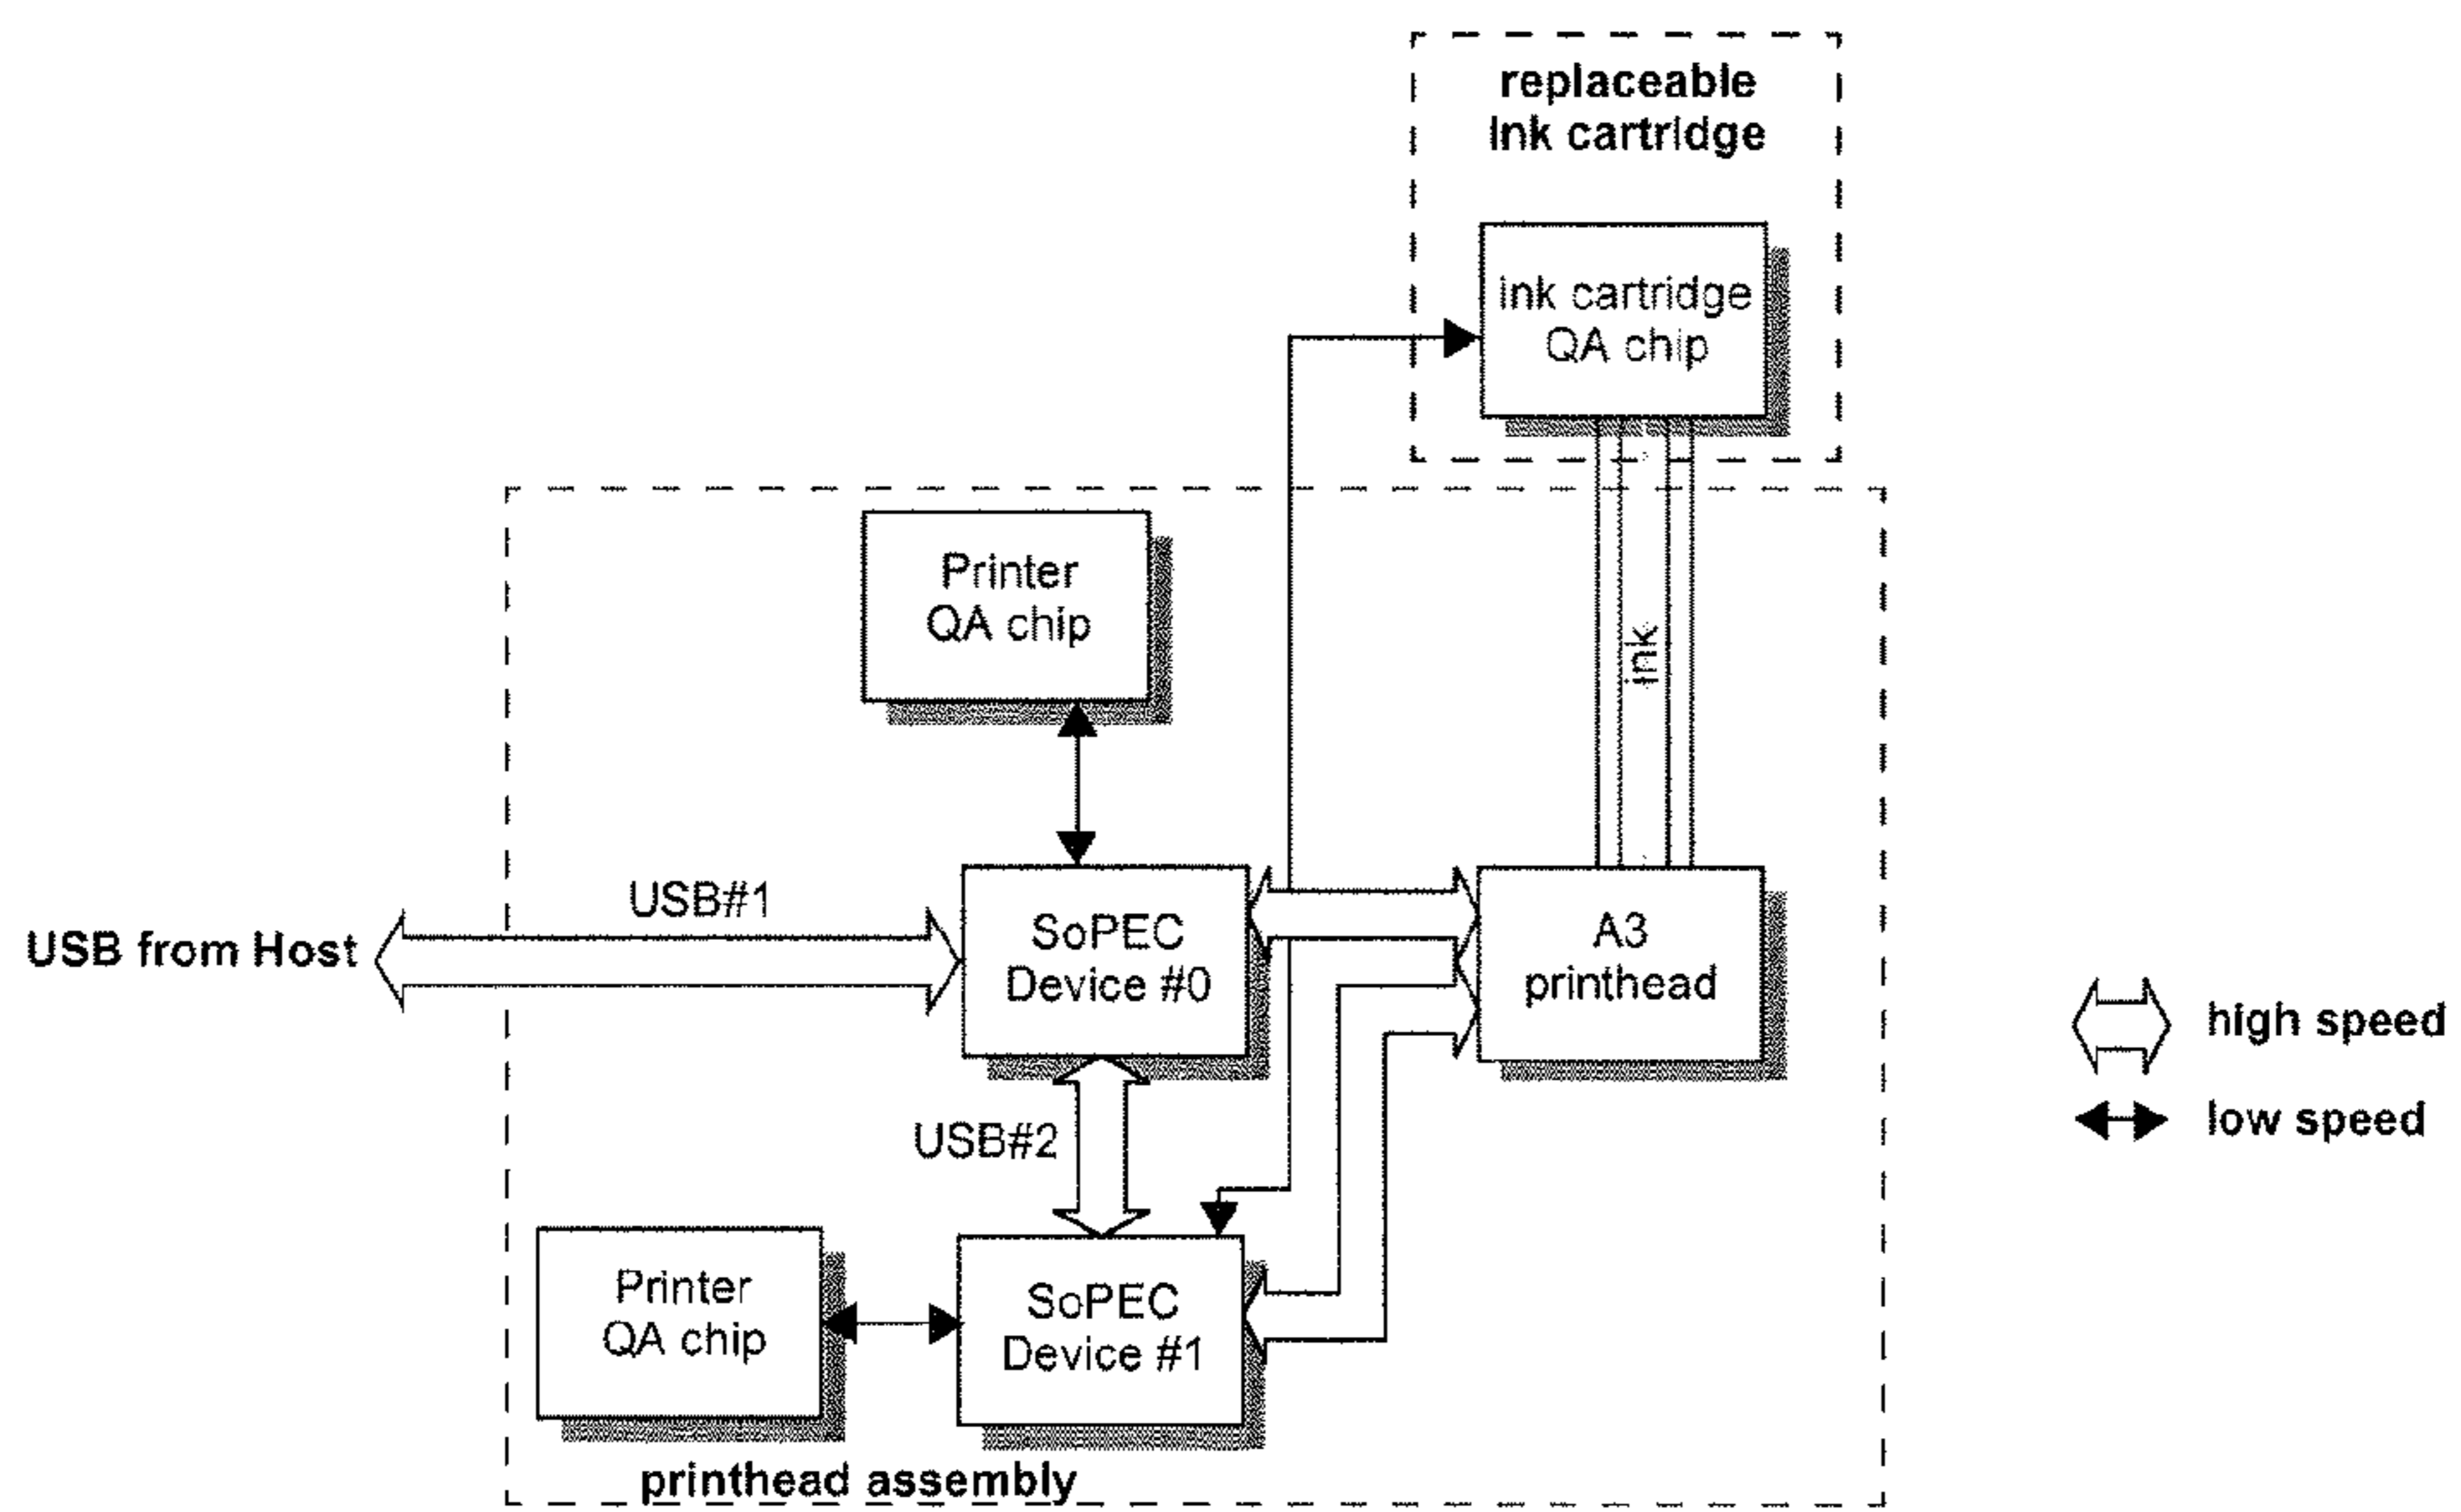 replaceable
ink cartridge
ink cartridge
QA chip
Printer
QA chip
ink
USB#1
USB from Host
SoPEC
Device #0
A3
printhead
high speed
low speed
USB#2
Printer
QA chip
SoPEC
Device #1
printhead assembly